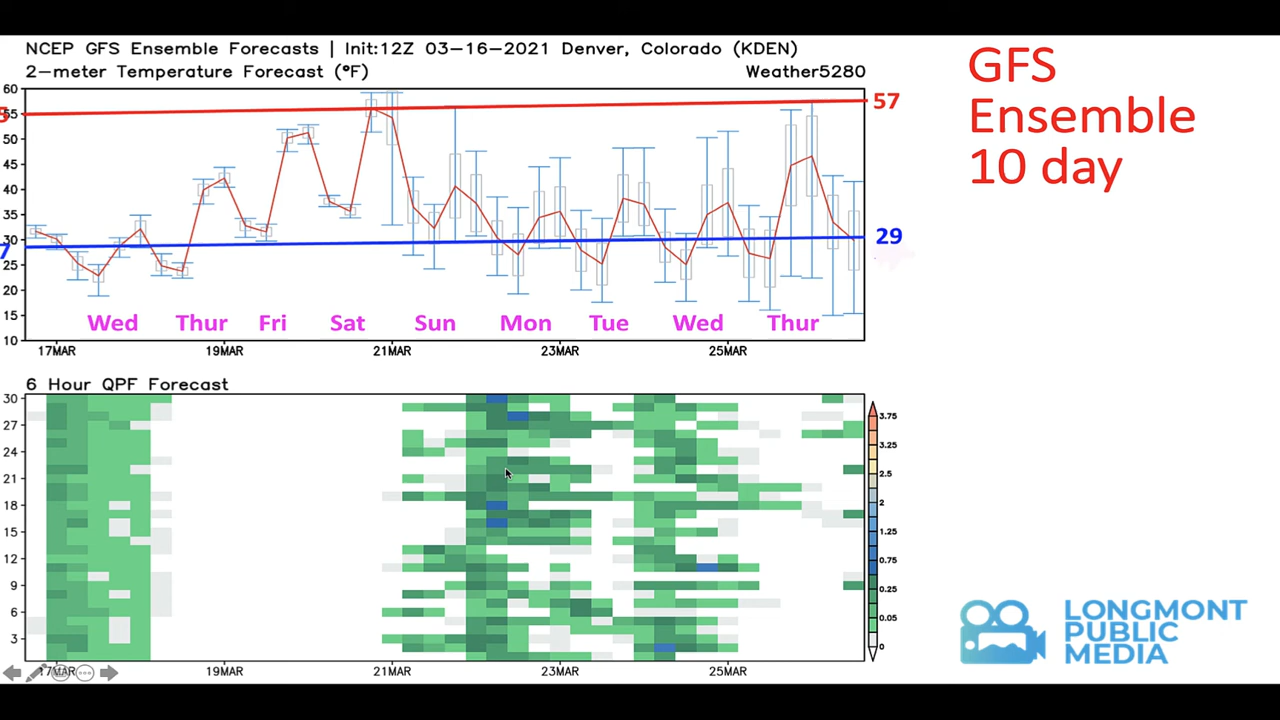 NCEP GFS Ensemble Forecasts | Init:12Z 03-16-2021 Denver, Colorado (KDEN)
2-meter Temperature Forecast (°F)
Weather5280
GFS
Ensemble
10 day
60
55
50
45
40
35
30
25
20
15
10
5
7
57
29
Wed
Thur
Fri
Sat
Sun
Mon
Tue
Wed
Thur
17MAR
19MAR
21MAR
23MAR
25MAR
6 Hour QPF Forecast
30
27
24
21
18
15
12
9
6
3
17MAR
19MAR
21MAR
23MAR
25MAR
3.75
3.25
2.5
2
1.25
0.75
0.25
0.05
0
LONGMONT
PUBLIC
MEDIA